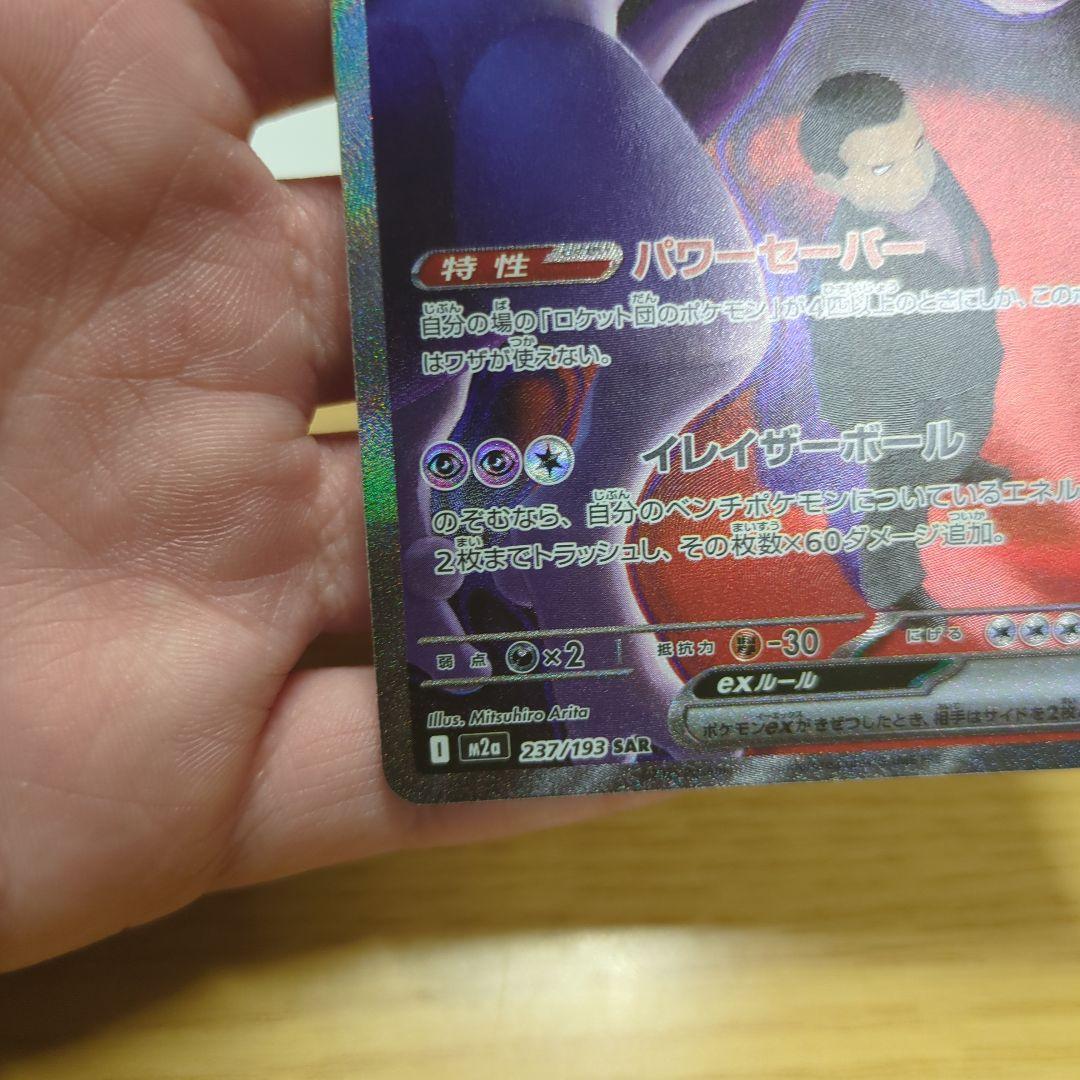 特性 パワーセーバー
自分の場の「ロケット団のポケモン」が4匹以上のときにしか、このポ
はワザが使えない。
イレイザーボール
のぞむなら、自分のベンチポケモンについているエネル
2枚までトラッシュし、その枚数×60ダメージ追加。
弱点 ×2 抵抗力 -30 にげる
exルール
ポケモンexがきぜつしたとき、相手はサイドを2
Illus. Mitsuhiro Arita
I m2a 237/193 SAR